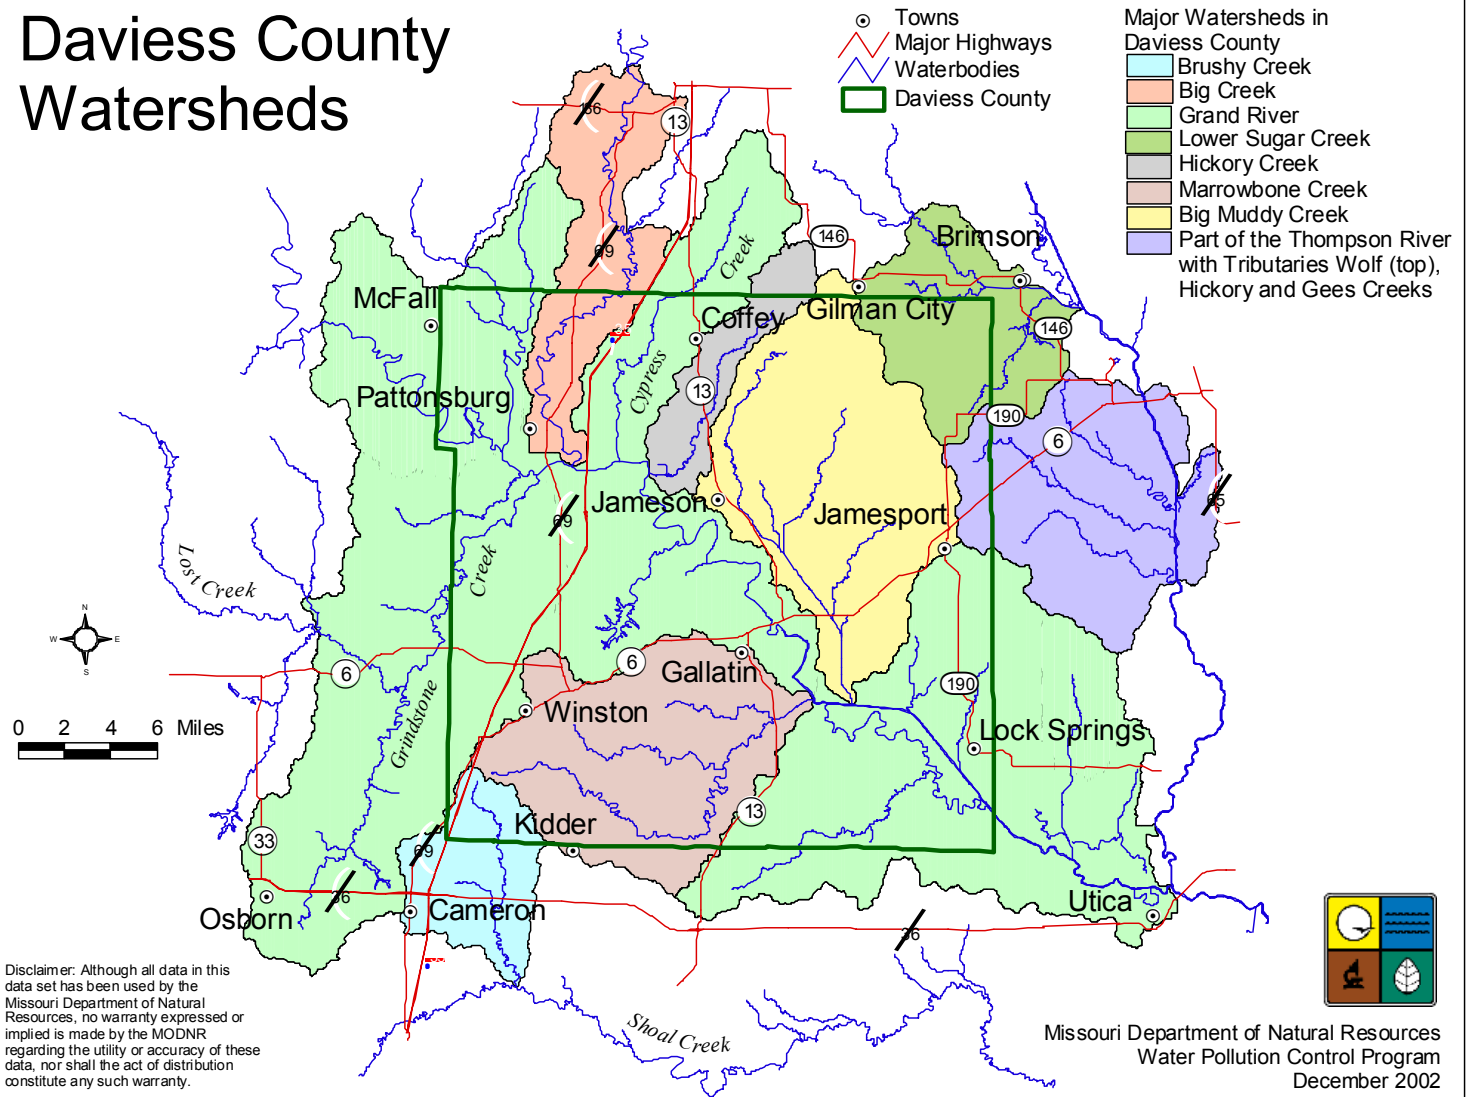 Daviess County
Watersheds
Towns
Major Highways
Waterbodies
Daviess County
Major Watersheds in
Daviess County
Brushy Creek
Big Creek
Grand River
Lower Sugar Creek
Hickory Creek
Marrowbone Creek
Big Muddy Creek
Part of the Thompson River
with Tributaries Wolf (top),
Hickory and Gees Creeks
13
146
Brimson
69
Creek
McFall
Coffey
Gilman City
146
Cypress
Pattonsburg
13
190
6
Jameson
Jamesport
69
Creek
Lost Creek
N
W
E
S
6
6
Gallatin
190
Grindstone
Winston
Lock Springs
0 2 4 6 Miles
13
Kidder
33
69
36
Osborn
Cameron
Utica
36
Shoal Creek
Disclaimer: Although all data in this
data set has been used by the
Missouri Department of Natural
Resources, no warranty expressed or
implied is made by the MODNR
regarding the utility or accuracy of these
data, nor shall the act of distribution
constitute any such warranty.
Missouri Department of Natural Resources
Water Pollution Control Program
December 2002